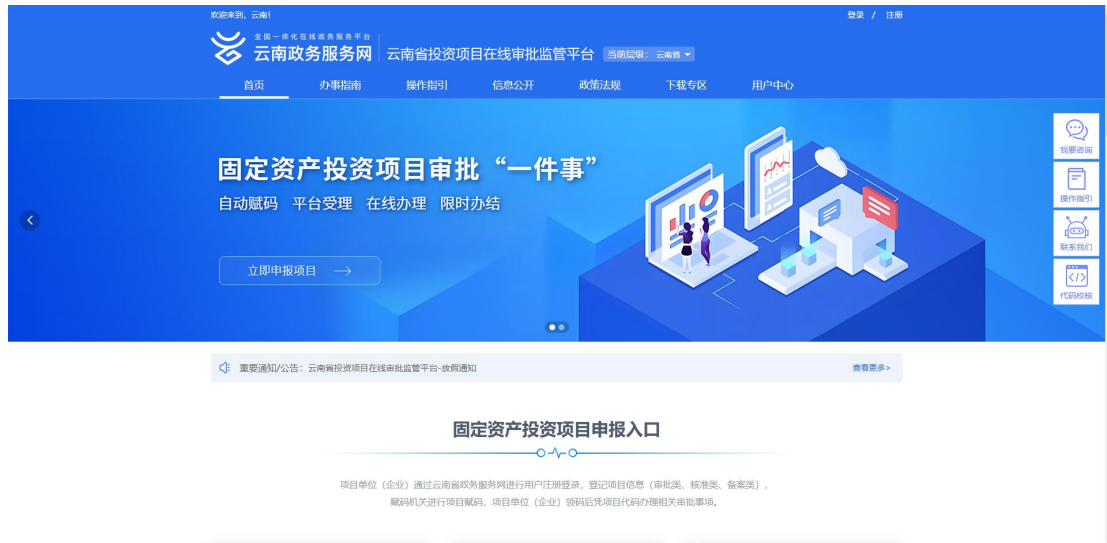 欢迎来到，云南!
登录 / 注册
全国一体化在线政务服务平台
云南政务服务网
云南省投资项目在线审批监管平台
当前层级：云南省
首页 办事指南 操作指引 信息公开 政策法规 下载专区 用户中心
固定资产投资项目审批“一件事”
自动赋码 平台受理 在线办理 限时办结
立即申报项目
我要咨询
操作指引
联系我们
代码校核
重要通知/公告：云南省投资项目在线审批监管平台-放假通知
查看更多>
固定资产投资项目申报入口
项目单位（企业）通过云南省政务服务网进行用户注册登录，登记项目信息（审批类、核准类、备案类），
赋码机关进行项目赋码，项目单位（企业）领码后凭项目代码办理相关审批事项。